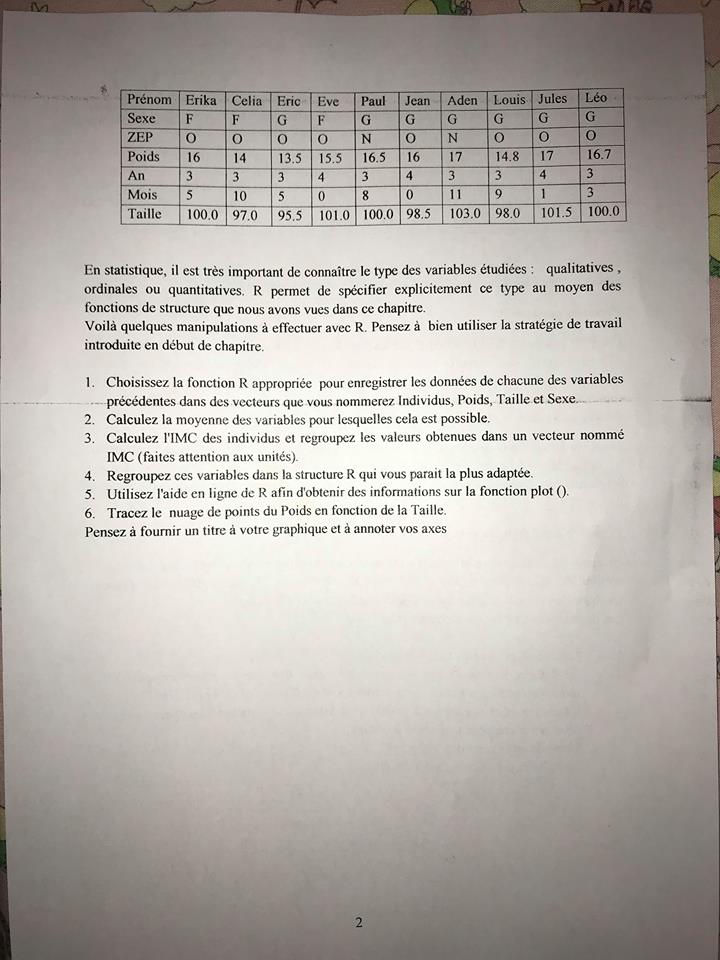 Prénom Erika Celia Eric Eve Paul Jean Aden Louis Jules Léo
Sexe F F G F G G G G G G
ZEP O O O O N O N O O O
Poids 16 14 13.5 15.5 16.5 16 17 14.8 17 16.7
An 3 3 3 4 3 4 3 3 4 3
Mois 5 10 5 0 8 0 11 9 1 3
Taille 100.0 97.0 95.5 101.0 100.0 98.5 103.0 98.0 101.5 100.0
En statistique, il est très important de connaître le type des variables étudiées : qualitatives ,
ordinales ou quantitatives. R permet de spécifier explicitement ce type au moyen des
fonctions de structure que nous avons vues dans ce chapitre.
Voilà quelques manipulations à effectuer avec R. Pensez à bien utiliser la stratégie de travail
introduite en début de chapitre.
1. Choisissez la fonction R appropriée pour enregistrer les données de chacune des variables
précédentes dans des vecteurs que vous nommerez Individus, Poids, Taille et Sexe.
2. Calculez la moyenne des variables pour lesquelles cela est possible.
3. Calculez l'IMC des individus et regroupez les valeurs obtenues dans un vecteur nommé
IMC (faites attention aux unités).
4. Regroupez ces variables dans la structure R qui vous parait la plus adaptée.
5. Utilisez l'aide en ligne de R afin d'obtenir des informations sur la fonction plot ().
6. Tracez le nuage de points du Poids en fonction de la Taille.
Pensez à fournir un titre à votre graphique et à annoter vos axes
2